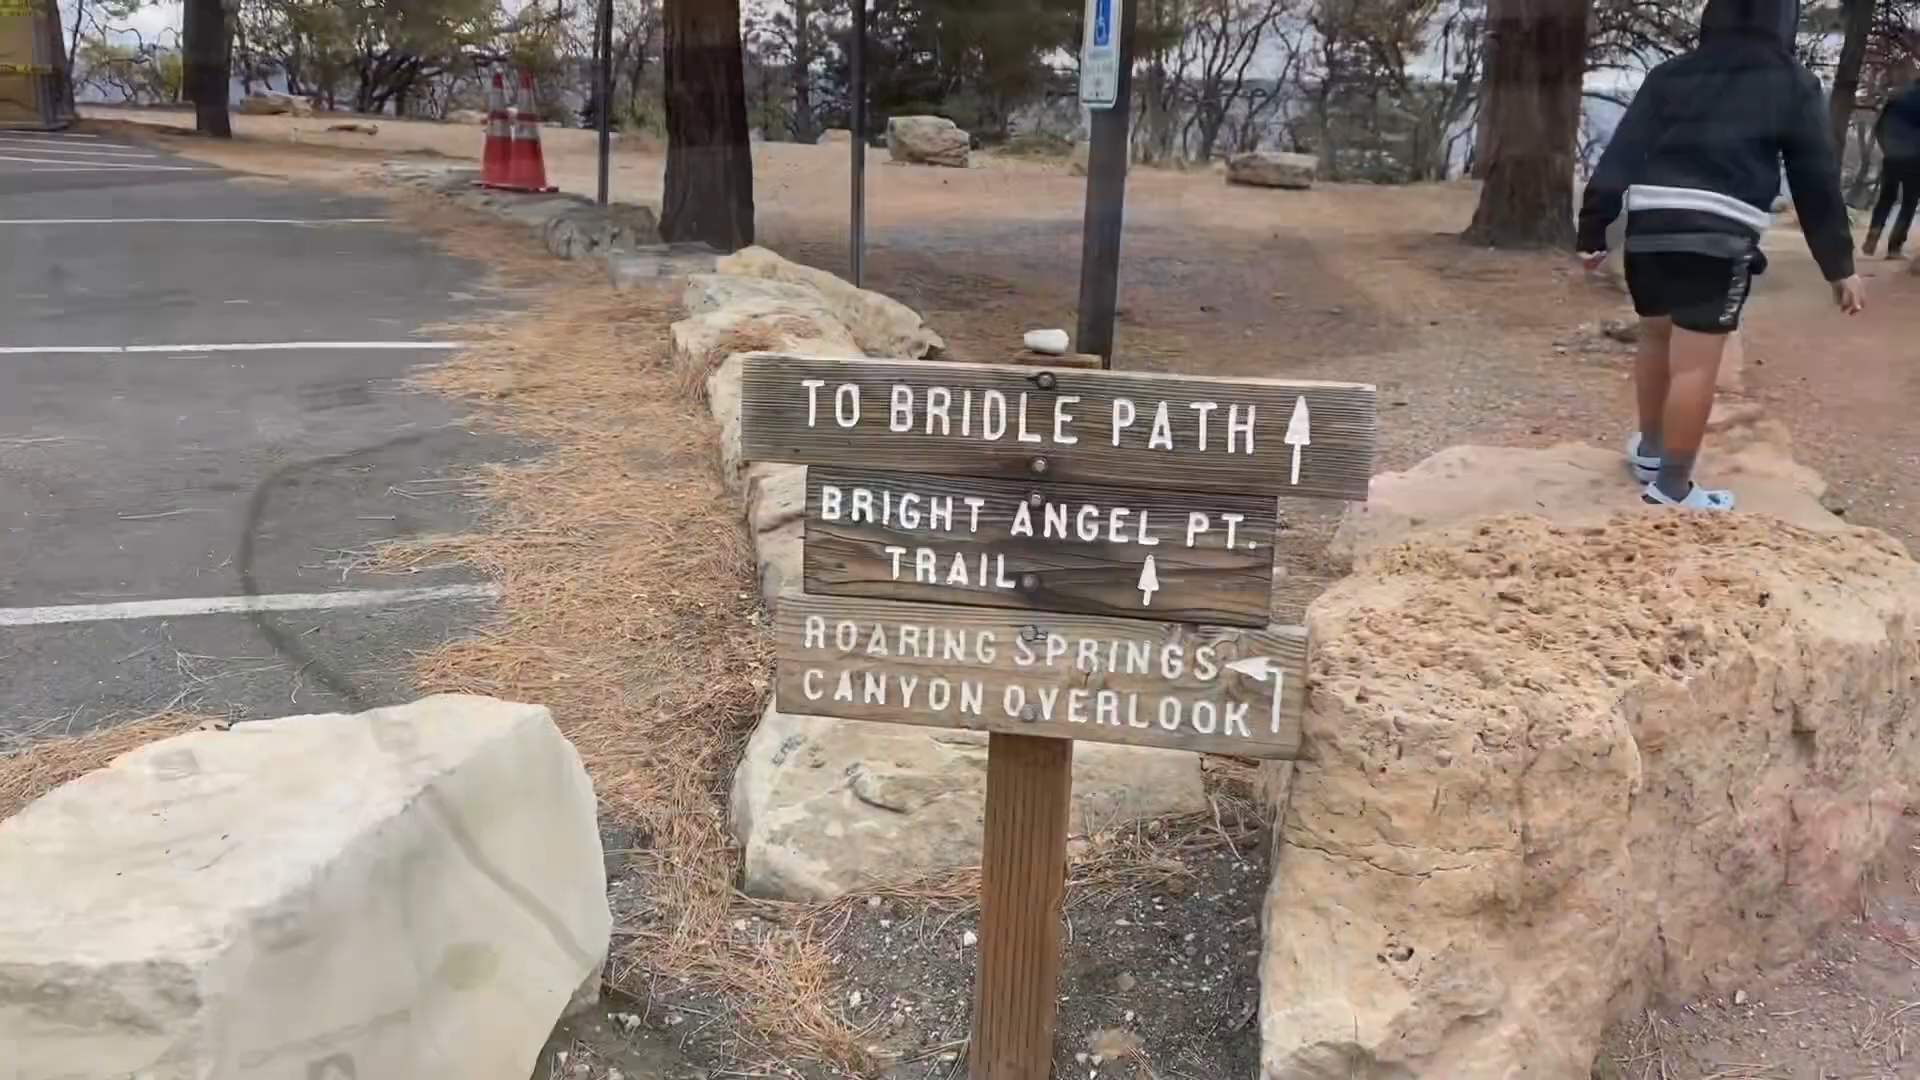 TO BRIDLE PATH
BRIGHT ANGEL PT.
TRAIL
ROARING SPRINGS
CANYON OVERLOOK